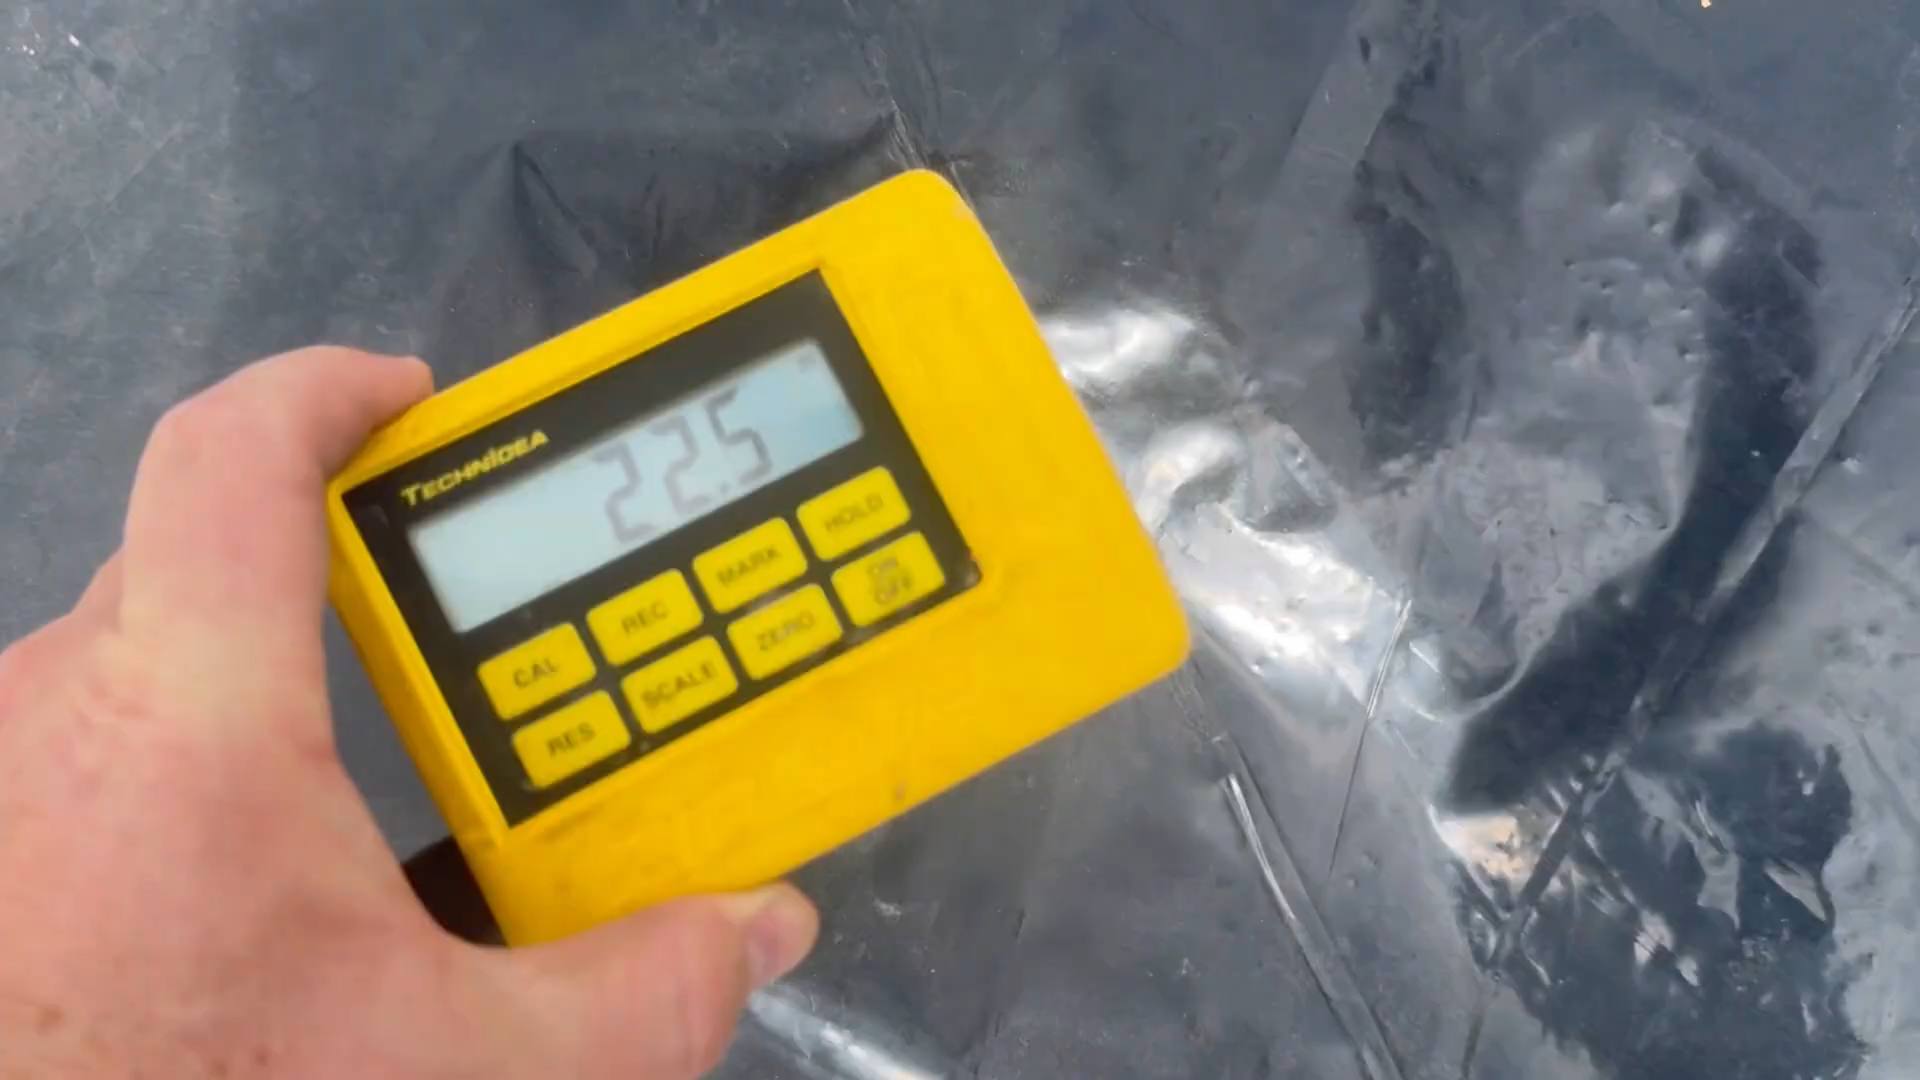 TECHNIDEA
22.5
CAL REC MARK HOLD
RES SCALE ZERO ON OFF